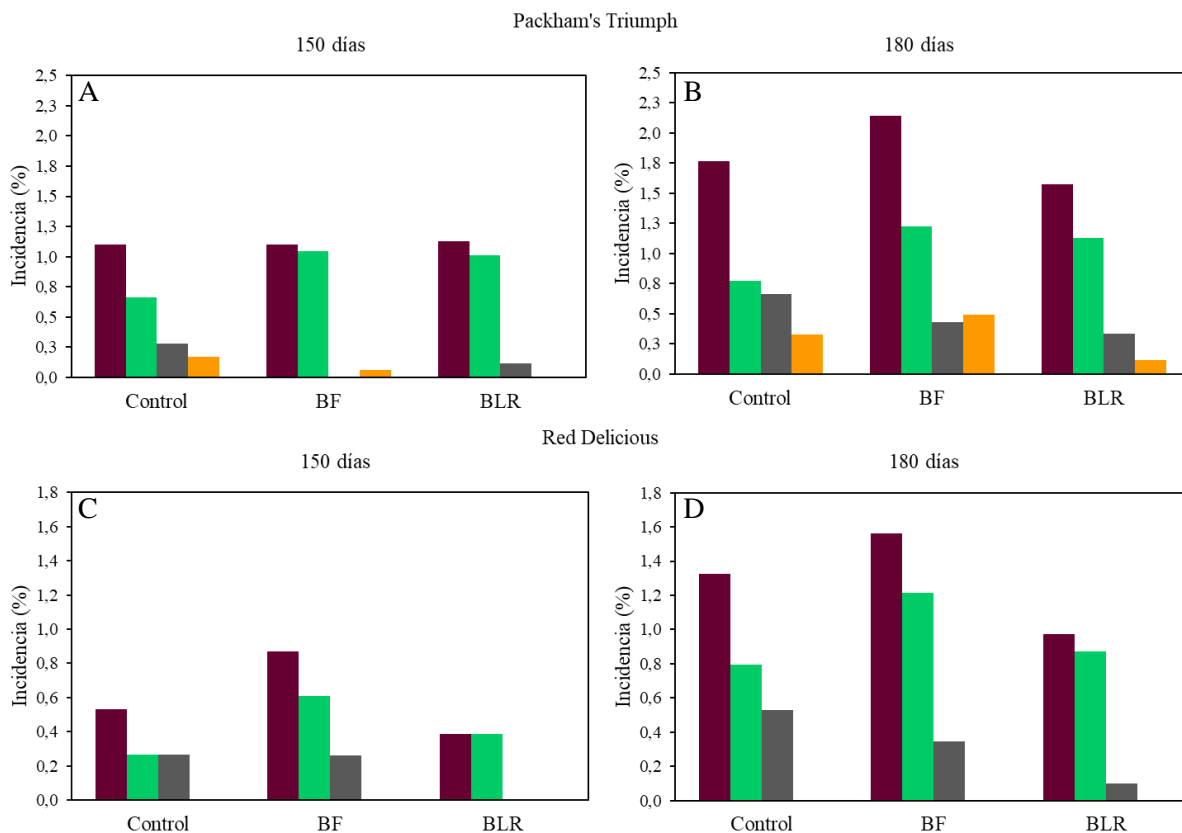 Packham's Triumph
150 días
180 días
A
2,5
2,3
2,0
1,8
1,5
1,3
1,0
0,8
0,5
0,3
0,0
Incidencia (%)
Control BF BLR
B
2,5
2,3
2,0
1,8
1,5
1,3
1,0
0,8
0,5
0,3
0,0
Incidencia (%)
Control BF BLR
Red Delicious
150 días
180 días
C
1,8
1,6
1,4
1,2
1,0
0,8
0,6
0,4
0,2
0,0
Incidencia (%)
Control BF BLR
D
1,8
1,6
1,4
1,2
1,0
0,8
0,6
0,4
0,2
0,0
Incidencia (%)
Control BF BLR